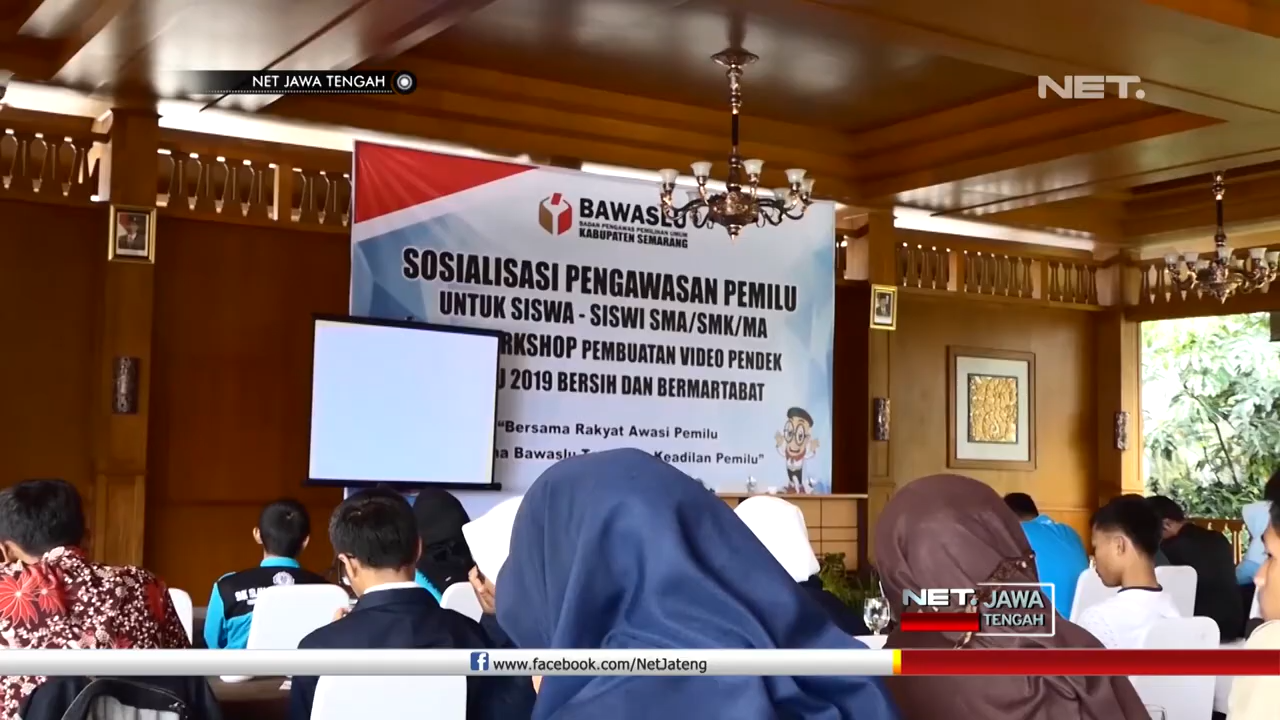 NET JAWA TENGAH
NET.
BAWASLU
BADAN PENGAWAS PEMILIHAN UMUM
KABUPATEN SEMARANG
SOSIALISASI PENGAWASAN PEMILU
UNTUK SISWA - SISWI SMA/SMK/MA
PEMBUATAN VIDEO PENDEK
2019 BERSIH DAN BERMARTABAT
“Bersama Rakyat Awasi Pemilu
Bawaslu Keadilan Pemilu”
NET. JAWA
TENGAH
www.facebook.com/NetJateng